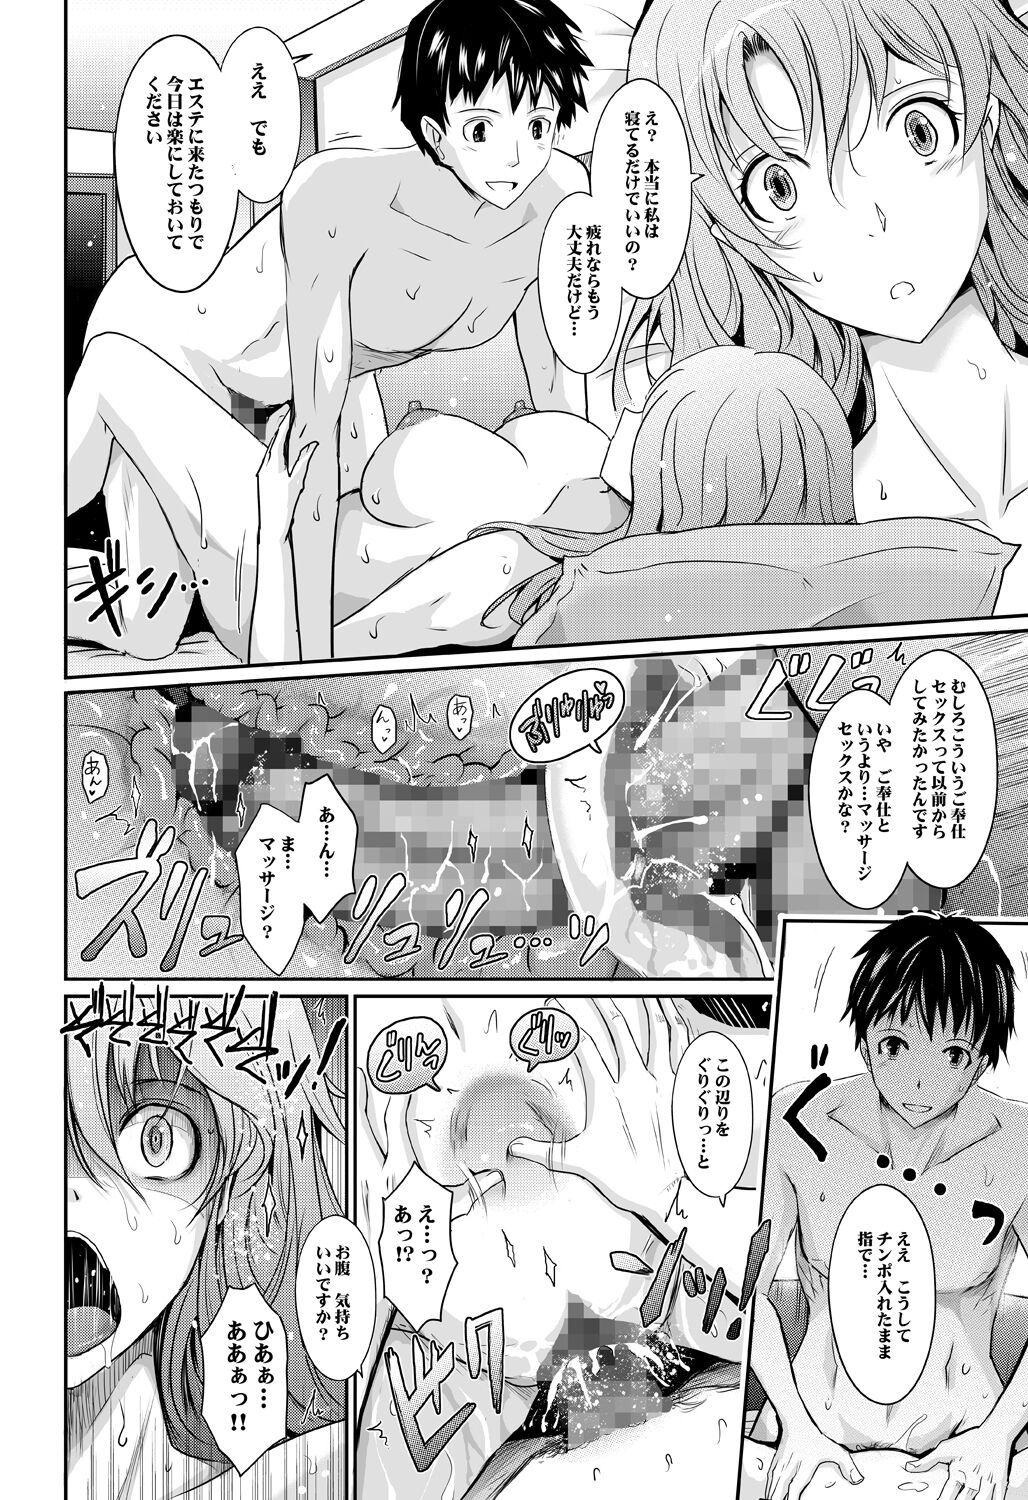 え？　本当に私は
寝てるだけでいいの？
疲れならもう
大丈夫だけど…
ええ　でも
エステに来たつもりで
今日は楽にしておいて
ください
ギシ…
むしろこういうご奉仕
セックスって以前から
してみたかったんです
いや　ご奉仕と
いうより…マッサージ
セックスかな？
ぶりゅりゅっ
あっ
んっ
あんっ
あ…ん…
ま…
マッサージ？
ズリュリュリュ…ッ
ええ　こうして
チンポ入れたまま
指で…
ぐ…っ
この辺りを
ぐりぐりっ…と
ぐりッ
ぐりんっ
え…っ？
あっ!?
お腹　気持ち
いいですか？
ひあぁ…
ああぁっ!!